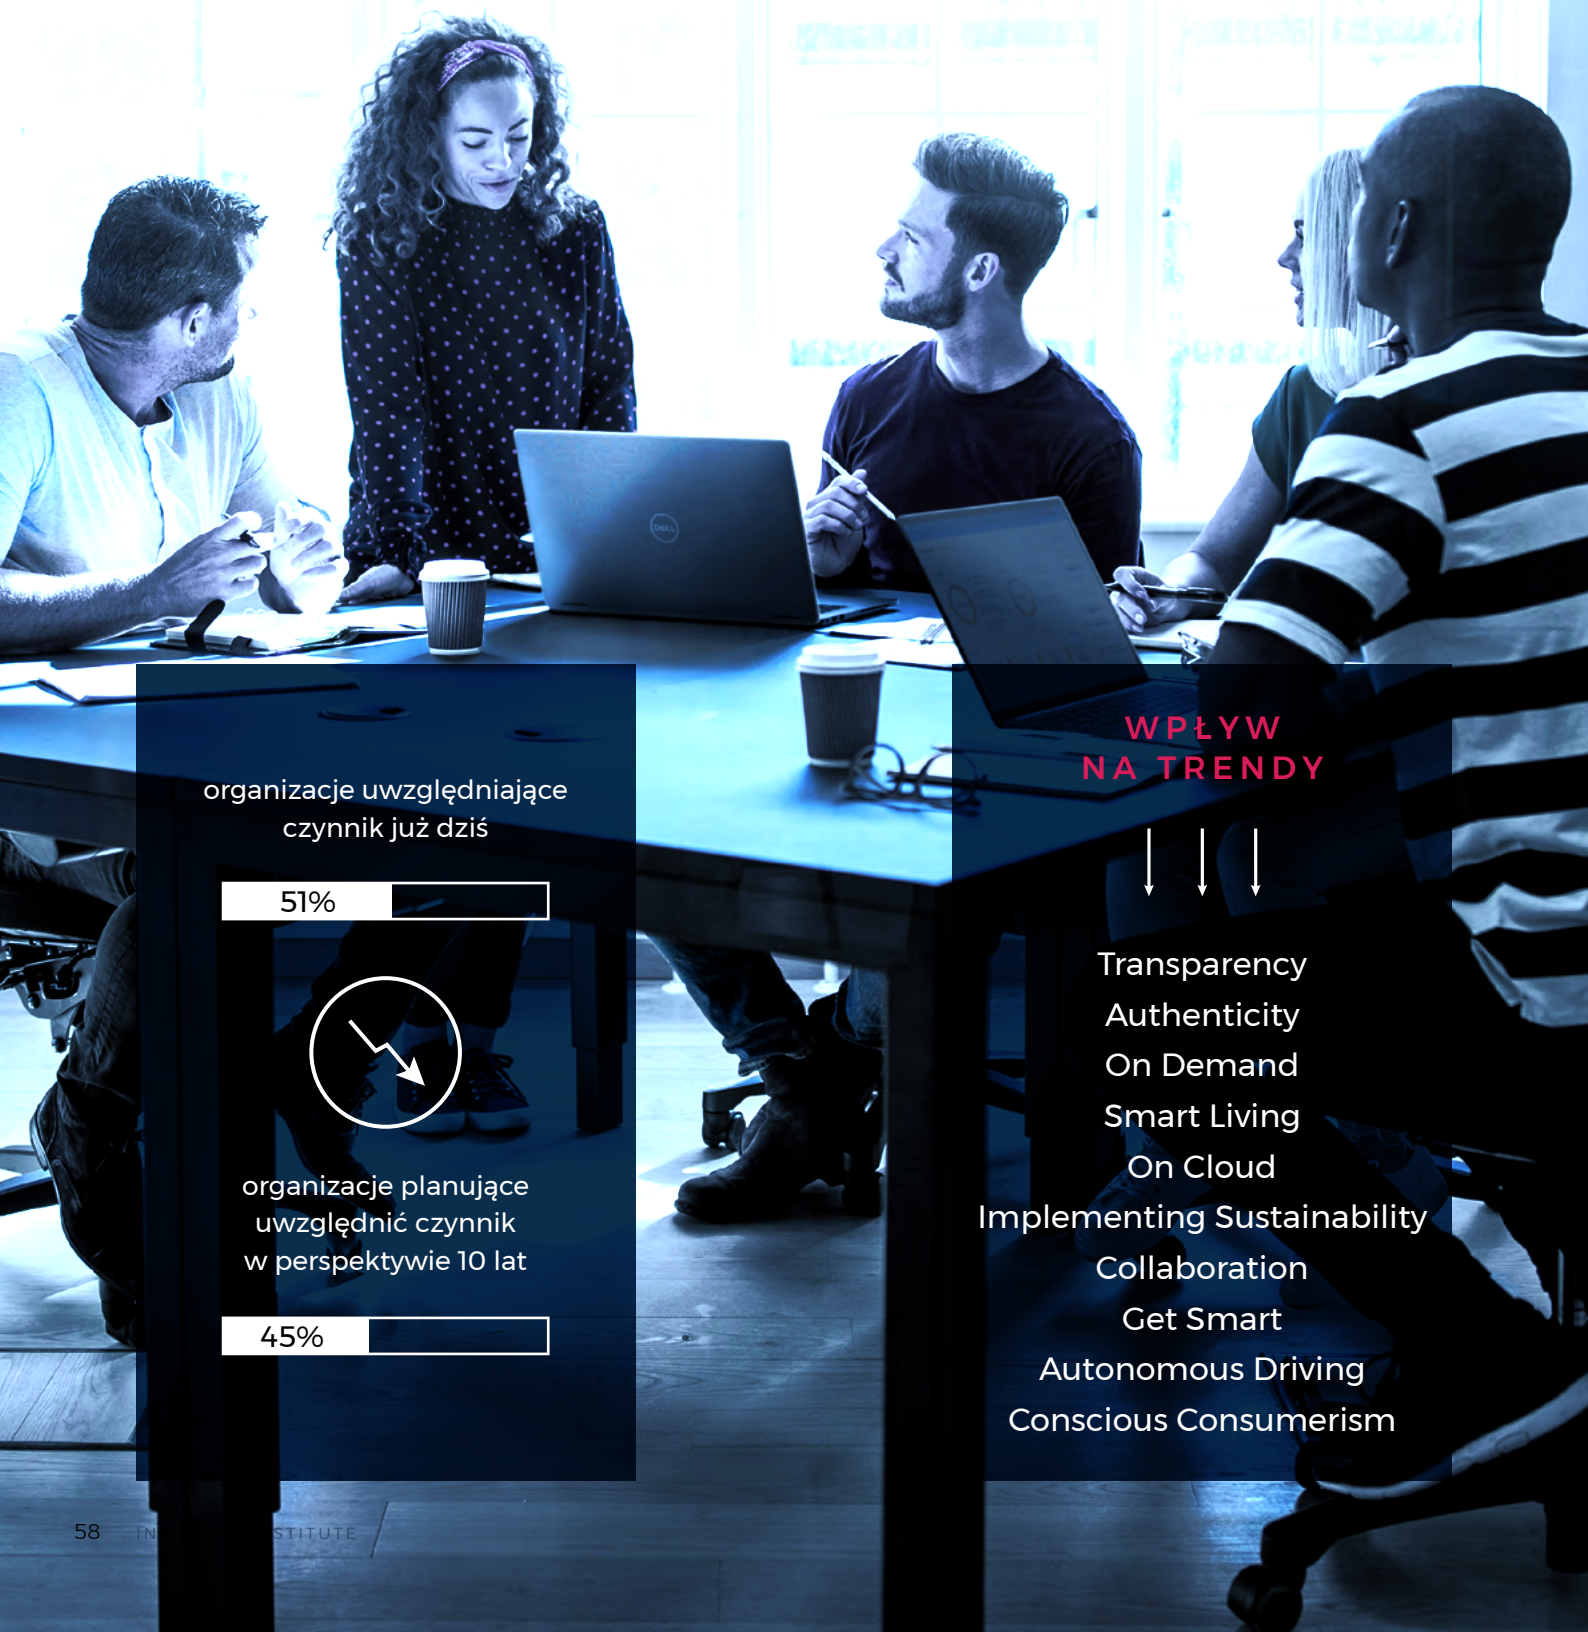 organizacje uwzględniające
czynnik już dziś
51%
organizacje planujące
uwzględnić czynnik
w perspektywie 10 lat
45%
WPŁYW
NA TRENDY
Transparency
Authenticity
On Demand
Smart Living
On Cloud
Implementing Sustainability
Collaboration
Get Smart
Autonomous Driving
Conscious Consumerism
DELL
58